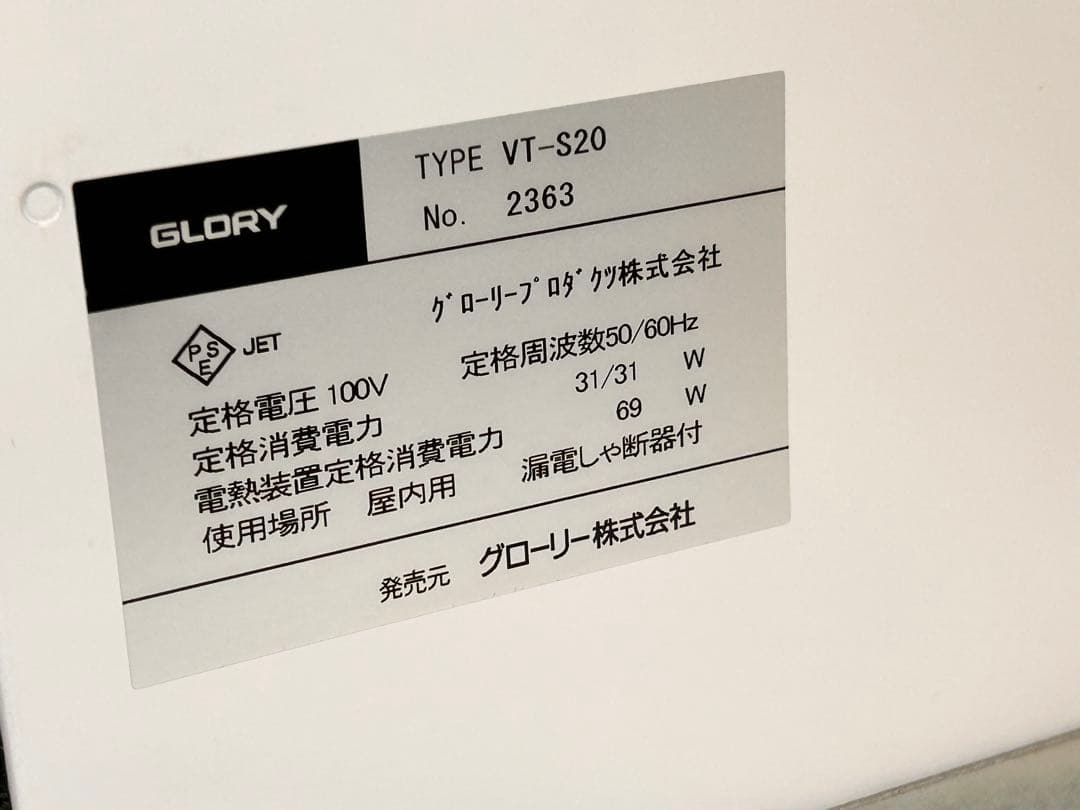 GLORY
TYPE VT-S20
No. 2363
ｸﾞﾛｰﾘｰﾌﾟﾛﾀﾞｸﾂ株式会社
PSE JET
定格電圧 100V 定格周波数50/60Hz
定格消費電力 31/31 W
電熱装置定格消費電力 69 W
使用場所 屋内用 漏電しゃ断器付
発売元 グローリー株式会社